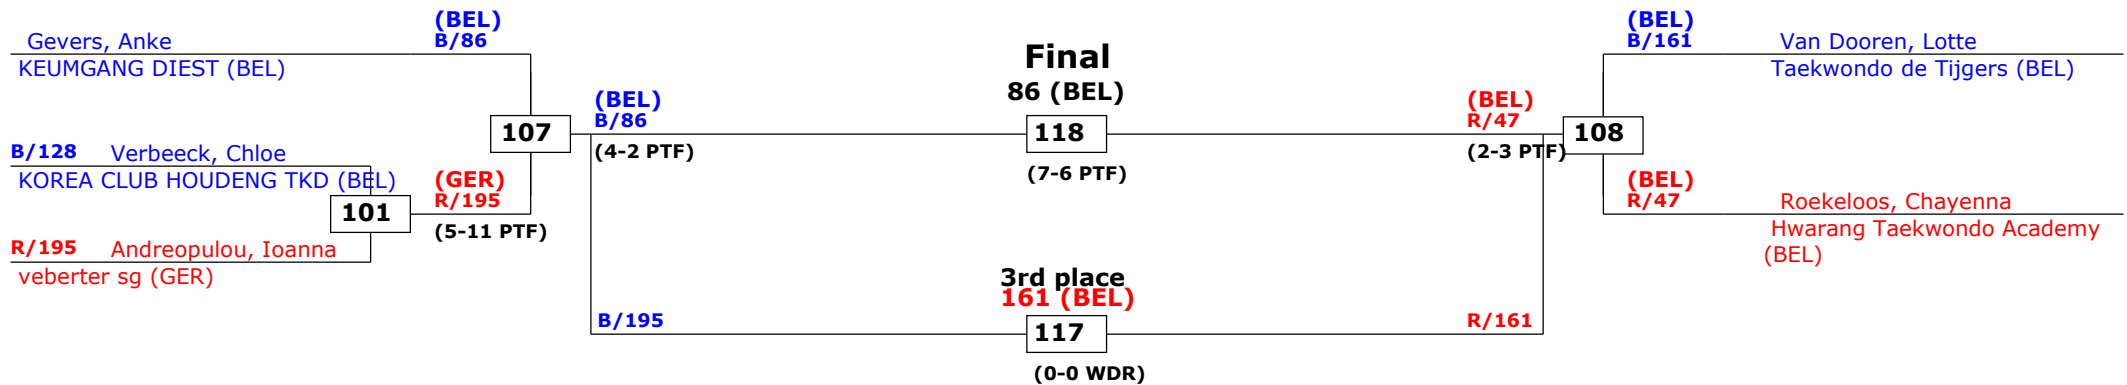 (BEL)
B/86
Gevers, Anke
KEUMGANG DIEST (BEL)
107
B/128 Verbeeck, Chloe
KOREA CLUB HOUDENG TKD (BEL)
(GER)
R/195
101
(5-11 PTF)
R/195 Andreopulou, Ioanna
veberter sg (GER)
(BEL)
B/86
(4-2 PTF)
Final
86 (BEL)
118
(7-6 PTF)
3rd place
161 (BEL)
B/195
117
R/161
(0-0 WDR)
(BEL)
R/47
(2-3 PTF)
108
(BEL)
B/161
Van Dooren, Lotte
Taekwondo de Tijgers (BEL)
(BEL)
R/47
Roekeloos, Chayenna
Hwarang Taekwondo Academy
(BEL)